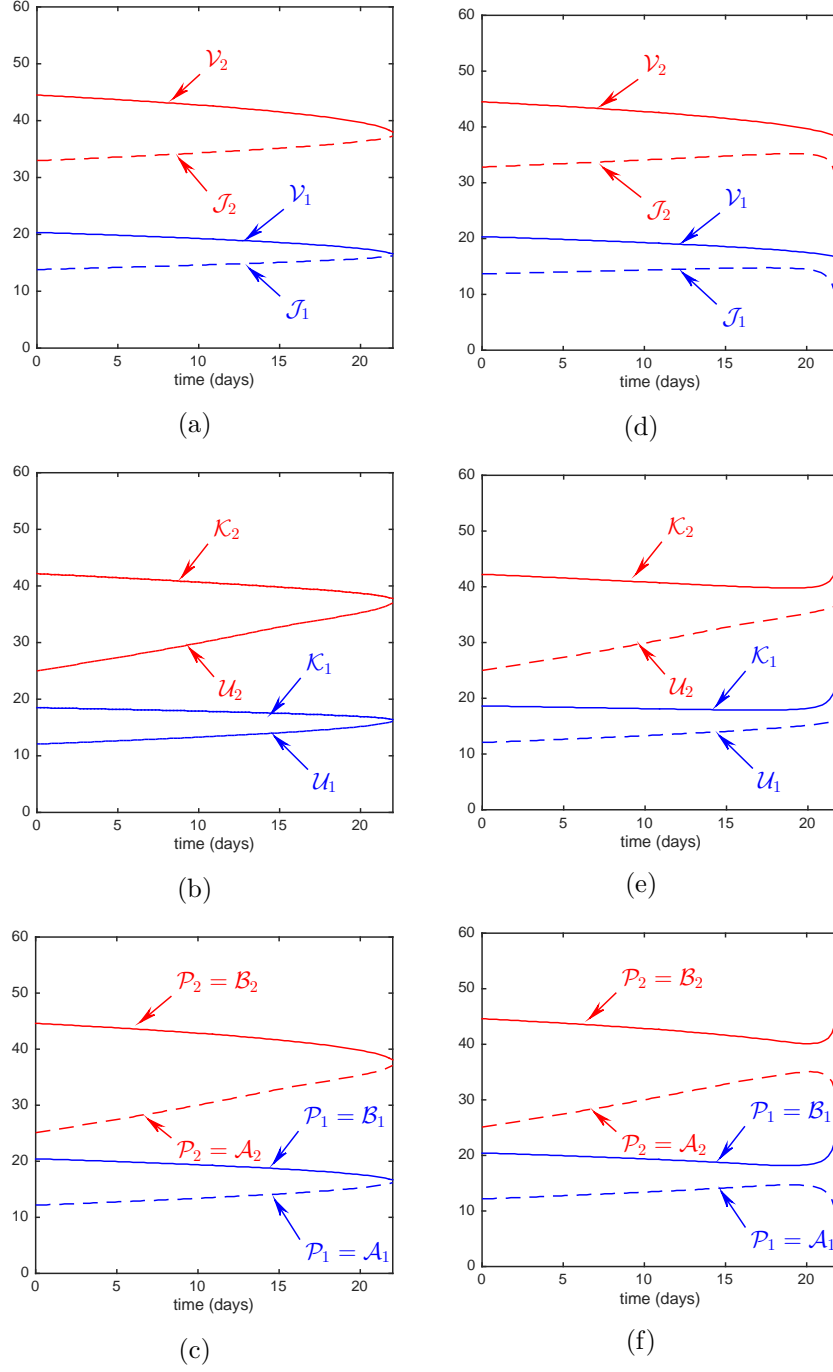 60
50
40
30
20
10
0
0 5 10 15 20
time (days)
𝒱₂
𝒥₂
𝒱₁
𝒥₁
(a)
60
50
40
30
20
10
0
0 5 10 15 20
time (days)
𝒱₂
𝒥₂
𝒱₁
𝒥₁
(d)
60
50
40
30
20
10
0
0 5 10 15 20
time (days)
𝒦₂
𝒰₂
𝒦₁
𝒰₁
(b)
60
50
40
30
20
10
0
0 5 10 15 20
time (days)
𝒦₂
𝒰₂
𝒦₁
𝒰₁
(e)
60
50
40
30
20
10
0
0 5 10 15 20
time (days)
𝒫₂ = ℬ₂
𝒫₁ = ℬ₁
𝒫₂ = 𝒜₂
𝒫₁ = 𝒜₁
(c)
60
50
40
30
20
10
0
0 5 10 15 20
time (days)
𝒫₂ = ℬ₂
𝒫₁ = ℬ₁
𝒫₂ = 𝒜₂
𝒫₁ = 𝒜₁
(f)